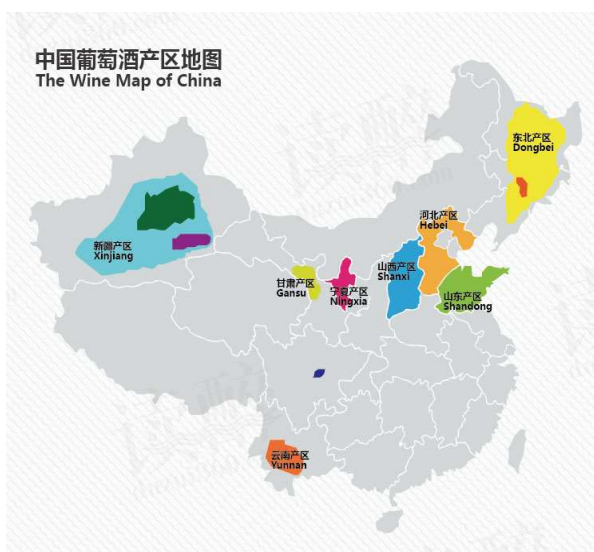 中国葡萄酒产区地图
The Wine Map of China
东北产区
Dongbei
河北产区
Hebei
新疆产区
Xinjiang
山西产区
Shanxi
甘肃产区
Gansu
宁夏产区
Ningxia
山东产区
Shandong
云南产区
Yunnan